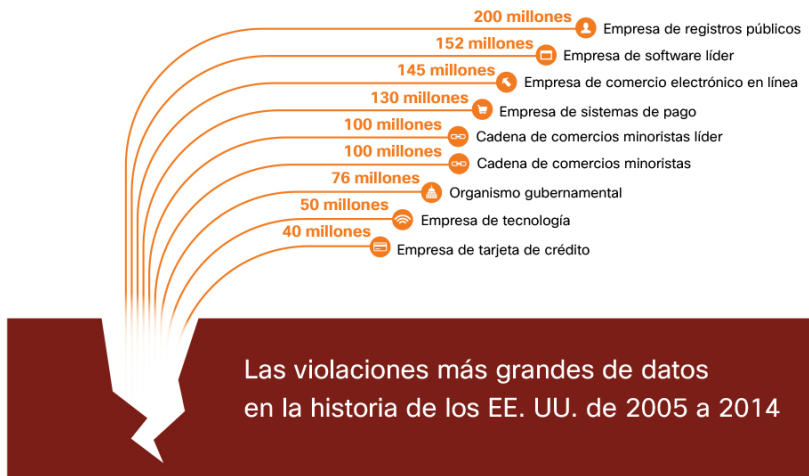 200 millones
Empresa de registros públicos
152 millones
Empresa de software líder
145 millones
Empresa de comercio electrónico en línea
130 millones
Empresa de sistemas de pago
100 millones
Cadena de comercios minoristas líder
100 millones
Cadena de comercios minoristas
76 millones
Organismo gubernamental
50 millones
Empresa de tecnología
40 millones
Empresa de tarjeta de crédito
Las violaciones más grandes de datos
en la historia de los EE. UU. de 2005 a 2014